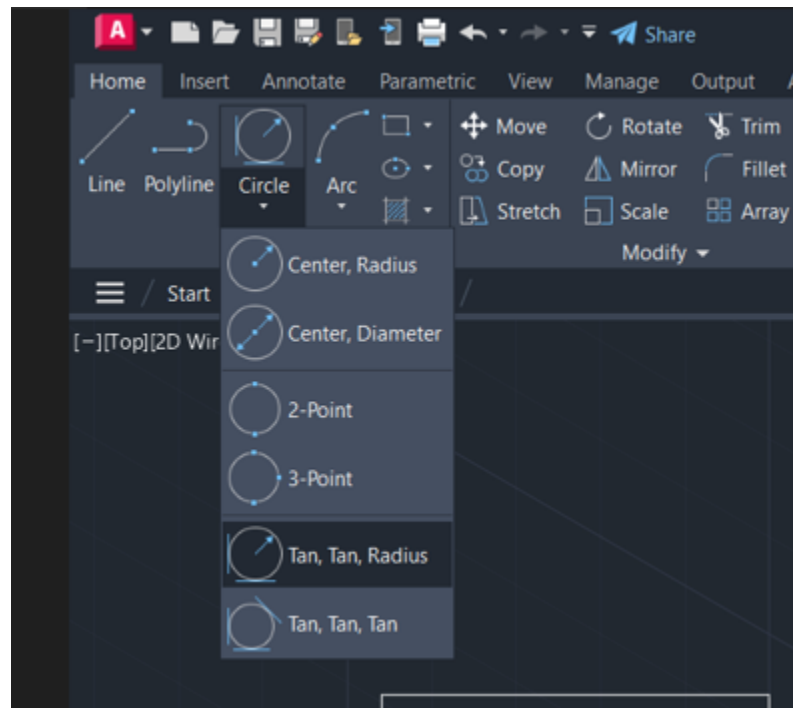 A Share
Home Insert Annotate Parametric View Manage Output
Line Polyline Circle Arc
Move Rotate Trim
Copy Mirror Fillet
Stretch Scale Array
Modify
Start
[−][Top][2D Wir
Center, Radius
Center, Diameter
2-Point
3-Point
Tan, Tan, Radius
Tan, Tan, Tan